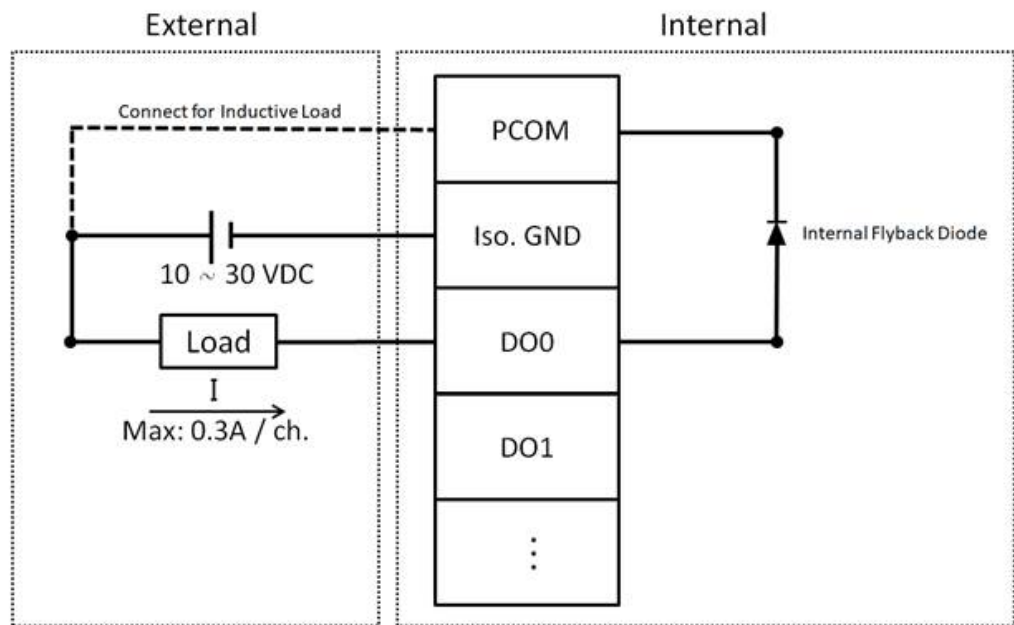 External
Internal
Connect for Inductive Load
PCOM
Iso. GND
Internal Flyback Diode
10 ~ 30 VDC
Load
DO0
I
Max: 0.3A / ch.
DO1
⋮